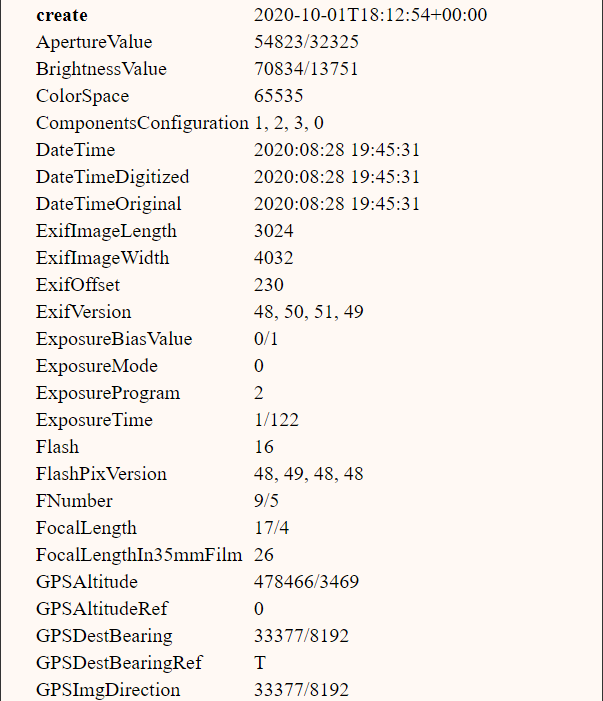 create 2020-10-01T18:12:54+00:00
ApertureValue 54823/32325
BrightnessValue 70834/13751
ColorSpace 65535
ComponentsConfiguration 1, 2, 3, 0
DateTime 2020:08:28 19:45:31
DateTimeDigitized 2020:08:28 19:45:31
DateTimeOriginal 2020:08:28 19:45:31
ExifImageLength 3024
ExifImageWidth 4032
ExifOffset 230
ExifVersion 48, 50, 51, 49
ExposureBiasValue 0/1
ExposureMode 0
ExposureProgram 2
ExposureTime 1/122
Flash 16
FlashPixVersion 48, 49, 48, 48
FNumber 9/5
FocalLength 17/4
FocalLengthIn35mmFilm 26
GPSAltitude 478466/3469
GPSAltitudeRef 0
GPSDestBearing 33377/8192
GPSDestBearingRef T
GPSImgDirection 33377/8192